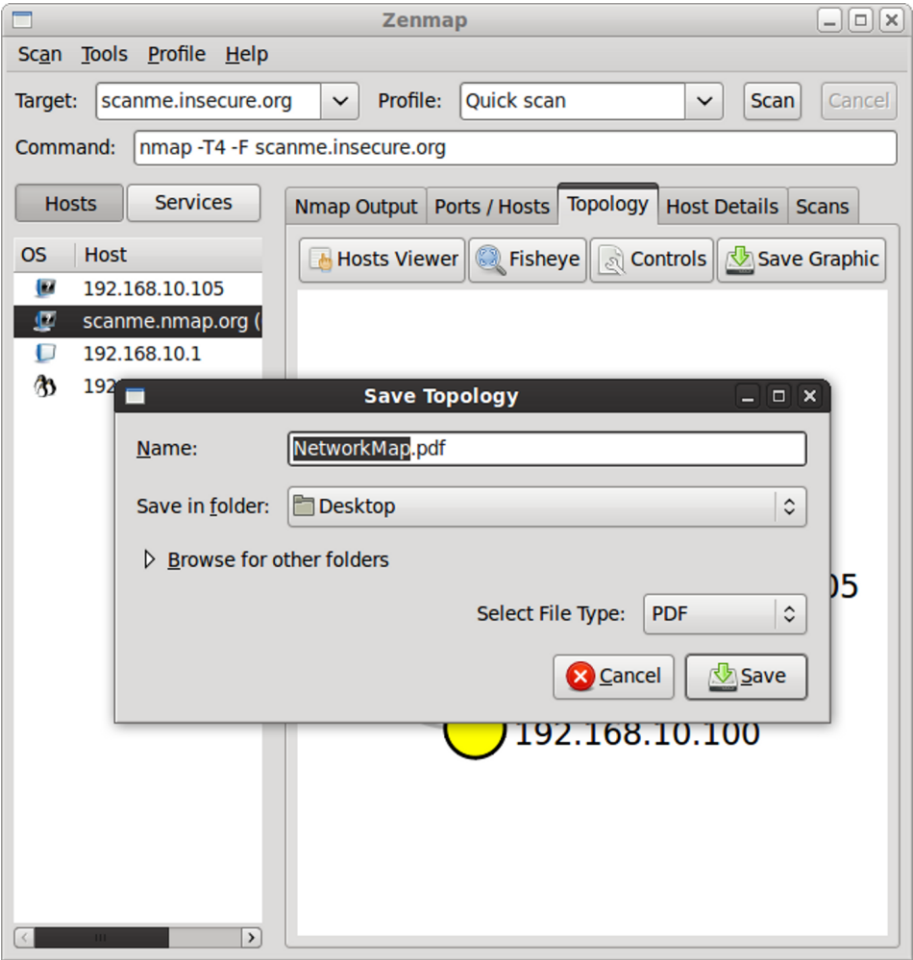 Zenmap
Scan Tools Profile Help
Target: scanme.insecure.org Profile: Quick scan Scan Cancel
Command: nmap -T4 -F scanme.insecure.org
Hosts Services
Nmap Output Ports / Hosts Topology Host Details Scans
OS Host
Hosts Viewer Fisheye Controls Save Graphic
192.168.10.105
scanme.nmap.org (
192.168.10.1
192
Save Topology
Name: NetworkMap.pdf
Save in folder: Desktop
Browse for other folders
05
Select File Type: PDF
Cancel Save
192.168.10.100